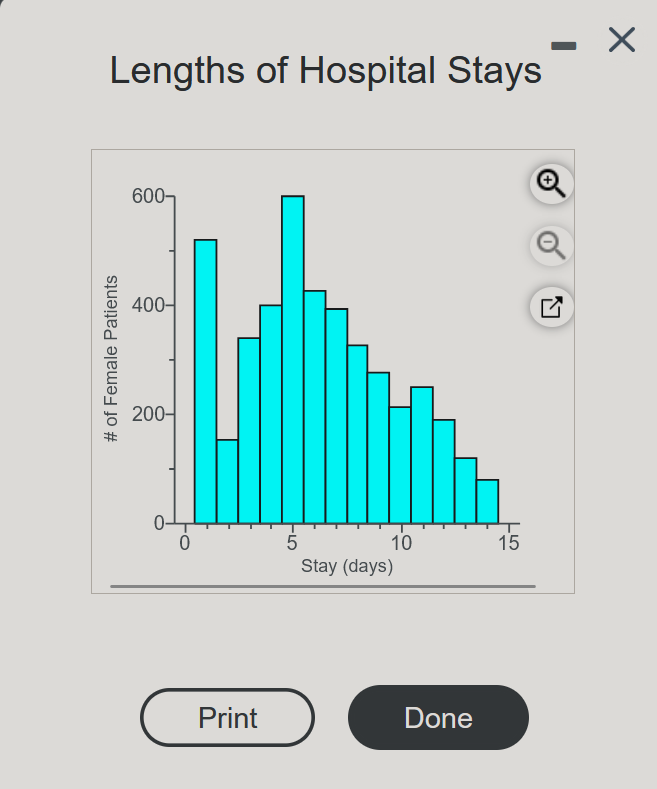 Lengths of Hospital Stays
600
400
200
0
# of Female Patients
0 5 10 15
Stay (days)
Print Done